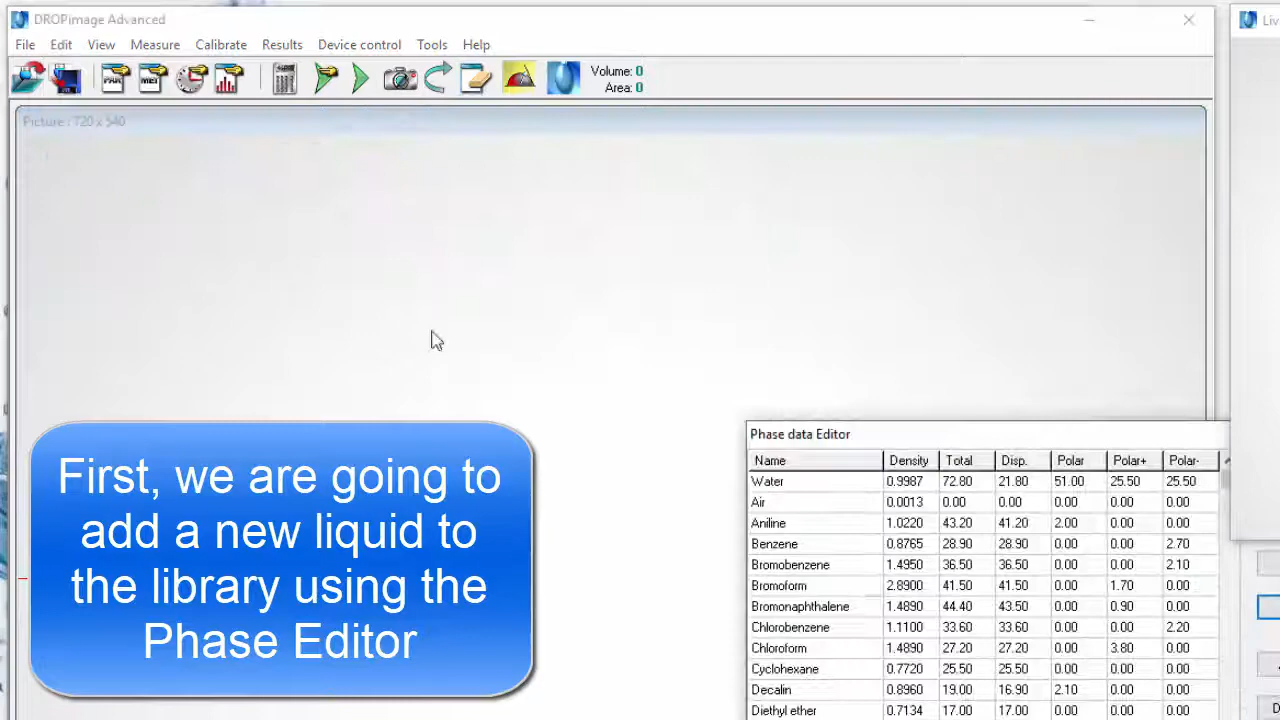 DROPimage Advanced
Liv
File Edit View Measure Calibrate Results Device control Tools Help
Volume: 0
Area: 0
Picture : 720 x 540
First, we are going to
add a new liquid to
the library using the
Phase Editor
Phase data Editor
Name Density Total Disp. Polar Polar+ Polar-
Water 0.9987 72.80 21.80 51.00 25.50 25.50
Air 0.0013 0.00 0.00 0.00 0.00 0.00
Aniline 1.0220 43.20 41.20 2.00 0.00 0.00
Benzene 0.8765 28.90 28.90 0.00 0.00 2.70
Bromobenzene 1.4950 36.50 36.50 0.00 0.00 2.10
Bromoform 2.8900 41.50 41.50 0.00 1.70 0.00
Bromonaphthalene 1.4890 44.40 43.50 0.00 0.90 0.00
Chlorobenzene 1.1100 33.60 33.60 0.00 0.00 2.20
Chloroform 1.4890 27.20 27.20 0.00 3.80 0.00
Cyclohexane 0.7720 25.50 25.50 0.00 0.00 0.00
Decalin 0.8960 19.00 16.90 2.10 0.00 0.00
Diethyl ether 0.7134 17.00 17.00 0.00 0.00 0.00